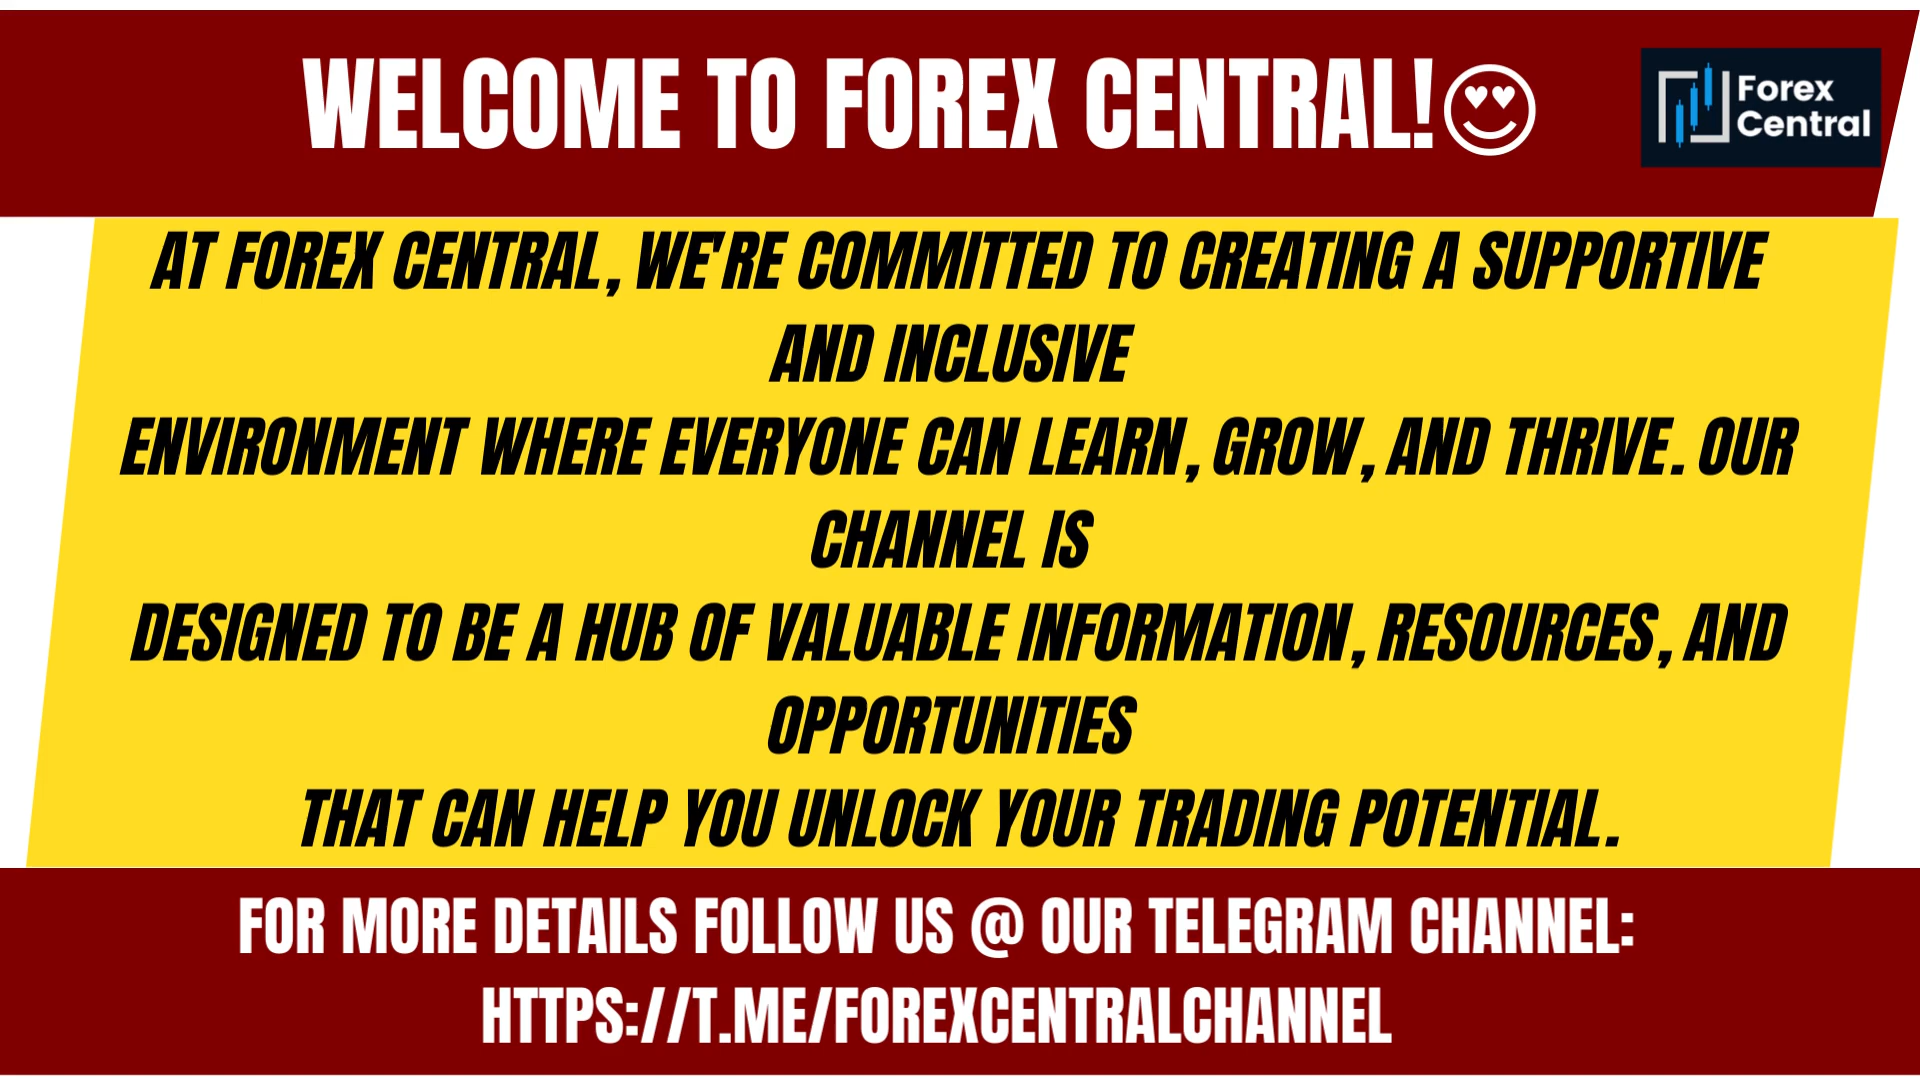 WELCOME TO FOREX CENTRAL!😍
Forex
Central
AT FOREX CENTRAL, WE'RE COMMITTED TO CREATING A SUPPORTIVE
AND INCLUSIVE
ENVIRONMENT WHERE EVERYONE CAN LEARN, GROW, AND THRIVE. OUR
CHANNEL IS
DESIGNED TO BE A HUB OF VALUABLE INFORMATION, RESOURCES, AND
OPPORTUNITIES
THAT CAN HELP YOU UNLOCK YOUR TRADING POTENTIAL.
FOR MORE DETAILS FOLLOW US @ OUR TELEGRAM CHANNEL:
HTTPS://T.ME/FOREXCENTRALCHANNEL